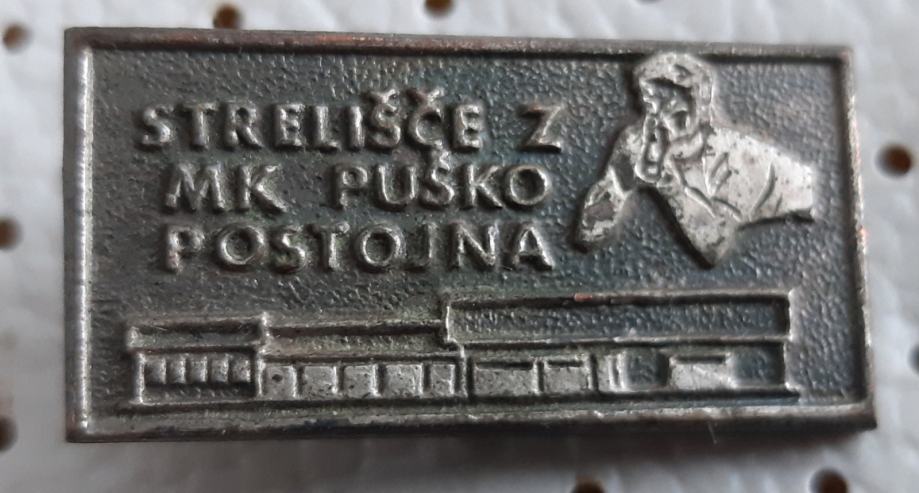 STRELIŠČE Z
MK PUŠKO
POSTOJNA